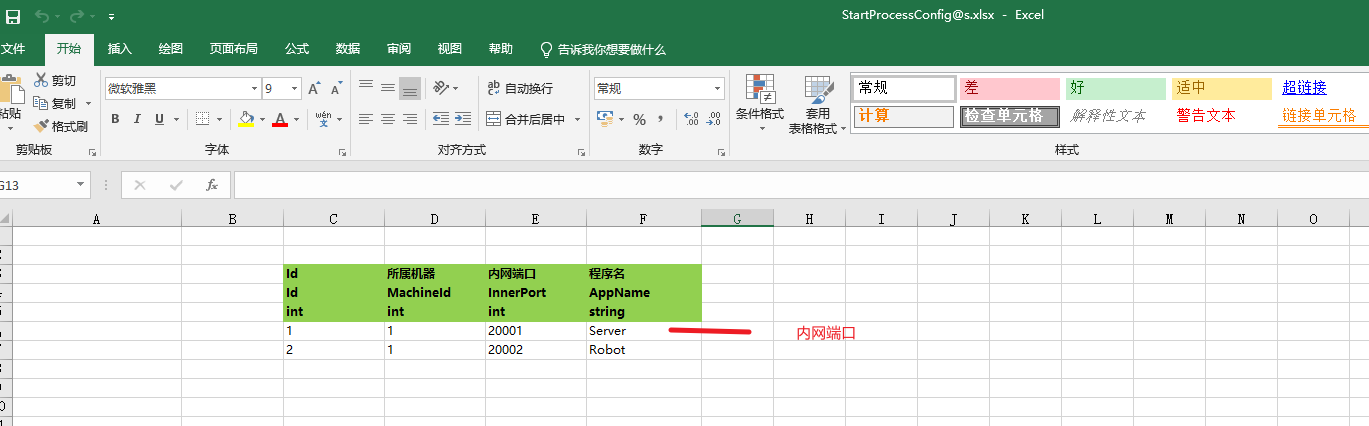 StartProcessConfig@s.xlsx - Excel
文件 开始 插入 绘图 页面布局 公式 数据 审阅 视图 帮助 告诉我你想要做什么
粘贴
剪切
复制
格式刷
剪贴板
微软雅黑 9 A A
B I U A wén 文
字体
自动换行
合并后居中
对齐方式
常规
% , .00 .00
数字
条件格式
套用
表格格式
常规 差 好 适中 超链接
计算 检查单元格 解释性文本 警告文本 链接单元格
样式
G13 fx
A B C D E F G H I J K L M N O
Id 所属机器 内网端口 程序名
Id MachineId InnerPort AppName
int int int string
1 1 20001 Server
内网端口
2 1 20002 Robot